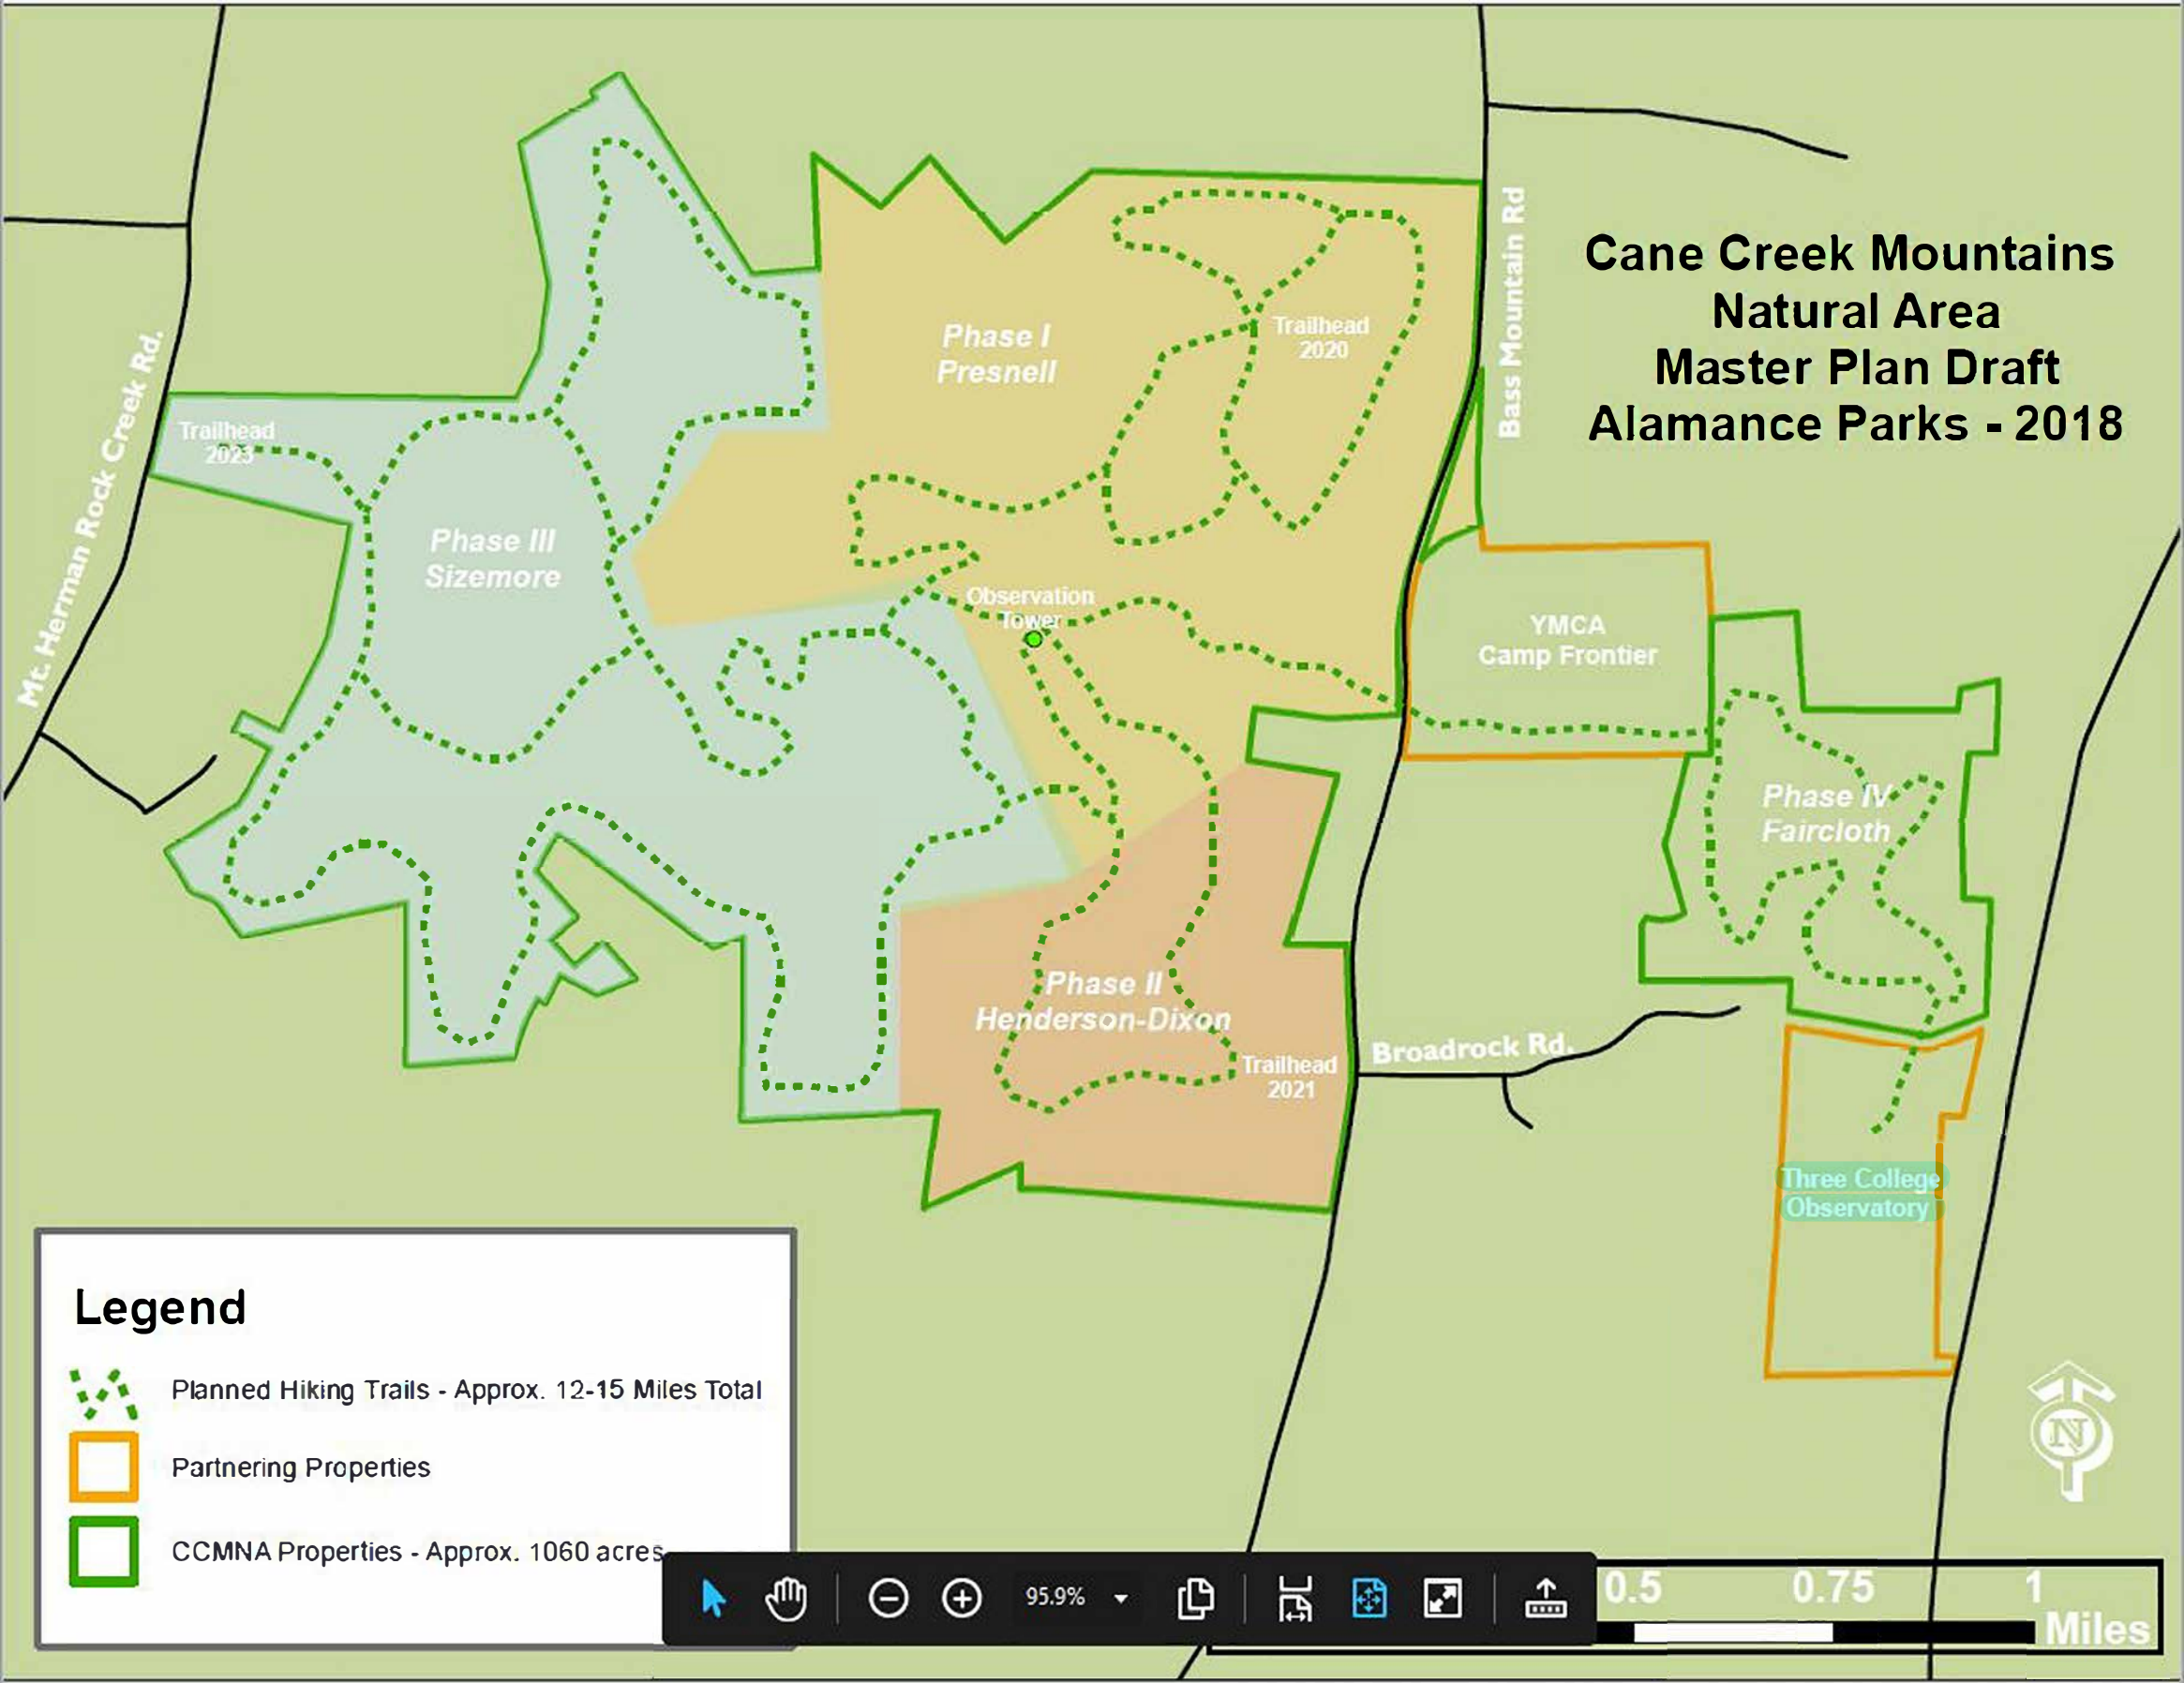 Cane Creek Mountains
Natural Area
Master Plan Draft
Alamance Parks - 2018
Bass Mountain Rd
Mt. Herman Rock Creek Rd.
Phase I
Presnell
Trailhead
2020
Trailhead
2023
Phase III
Sizemore
Observation
Tower
YMCA
Camp Frontier
Phase IV
Faircloth
Phase II
Henderson-Dixon
Trailhead
2021
Broadrock Rd.
Three College
Observatory
Legend
Planned Hiking Trails - Approx. 12-15 Miles Total
Partnering Properties
CCMNA Properties - Approx. 1060 acres
N
95.9%
0.5 0.75 1
Miles